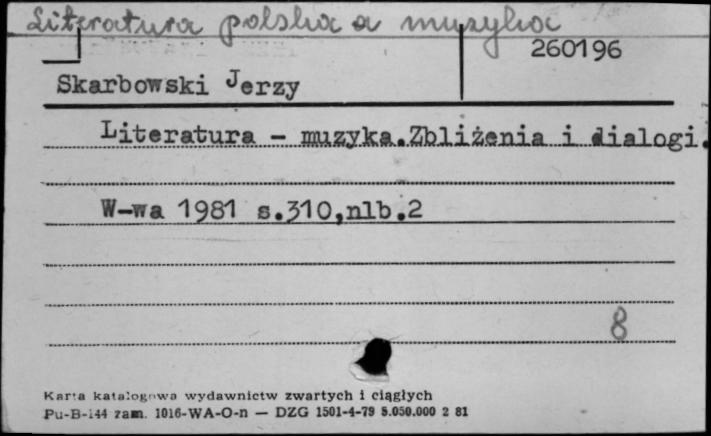 Literatura polska a muzyka
260196
Skarbowski Jerzy
Literatura - muzyka.Zbliżenia i dialogi.
W-wa 1981 s.310,nlb.2
8
Karta katalogowa wydawnictw zwartych i ciągłych
Pu-B-144 zam. 1016-WA-O-n — DZG 1501-4-79 5.050.000 2 81